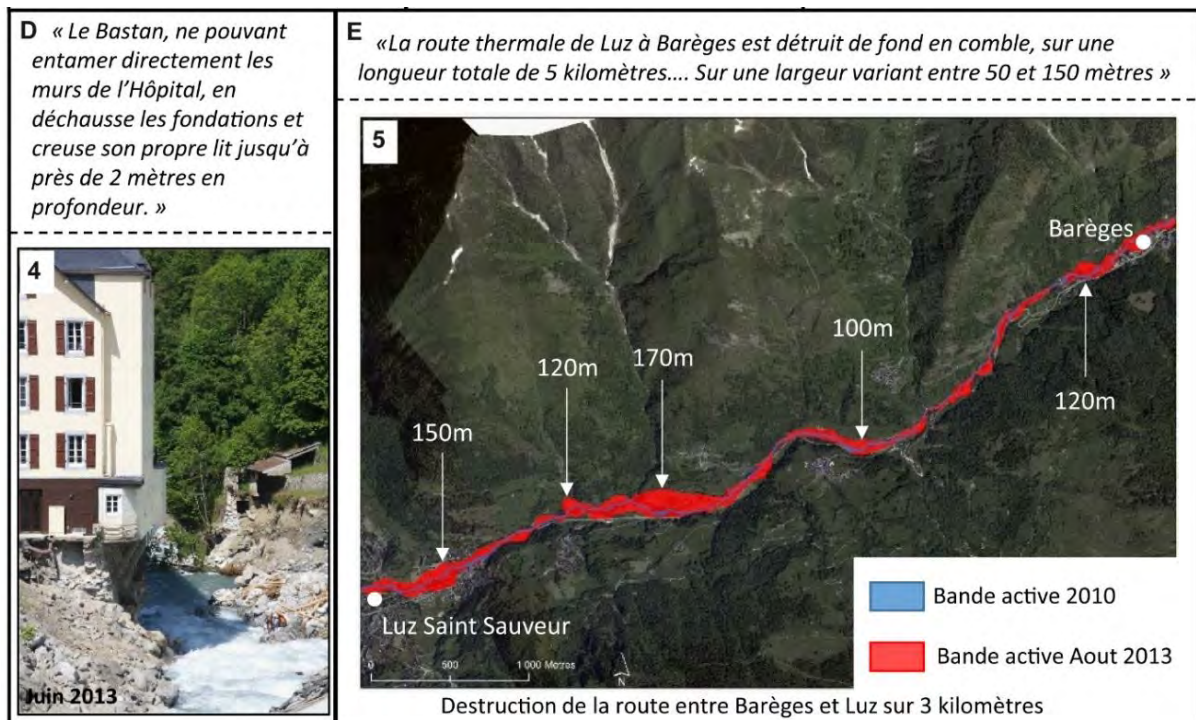 D « Le Bastan, ne pouvant
entamer directement les
murs de l’Hôpital, en
déchausse les fondations et
creuse son propre lit jusqu’à
près de 2 mètres en
profondeur. »
4
Juin 2013
E «La route thermale de Luz à Barèges est détruit de fond en comble, sur une
longueur totale de 5 kilomètres.... Sur une largeur variant entre 50 et 150 mètres »
5
Barèges
100m
170m
120m
120m
150m
Luz Saint Sauveur
Bande active 2010
Bande active Aout 2013
0 500 1 000 Mètres
N
Destruction de la route entre Barèges et Luz sur 3 kilomètres